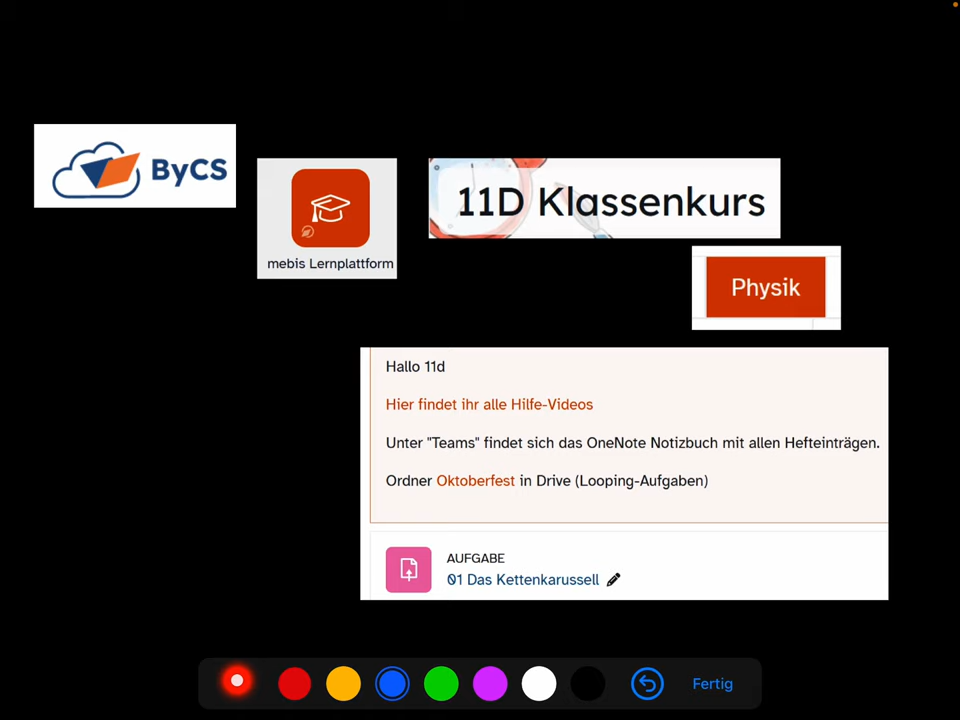 ByCS
mebis Lernplattform
11D Klassenkurs
Physik
Hallo 11d
Hier findet ihr alle Hilfe-Videos
Unter "Teams" findet sich das OneNote Notizbuch mit allen Hefteinträgen.
Ordner Oktoberfest in Drive (Looping-Aufgaben)
AUFGABE
01 Das Kettenkarussell
Fertig